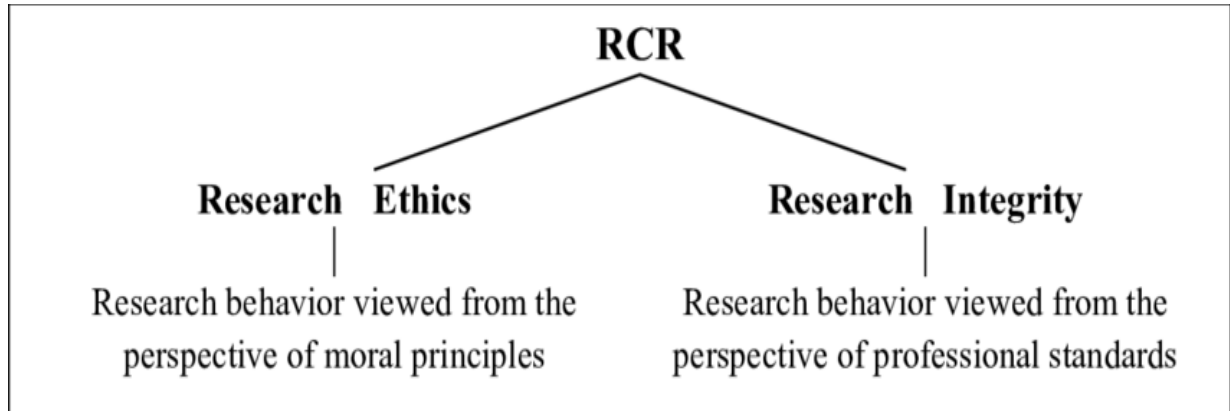 RCR
Research Ethics
Research Integrity
Research behavior viewed from the
perspective of moral principles
Research behavior viewed from the
perspective of professional standards